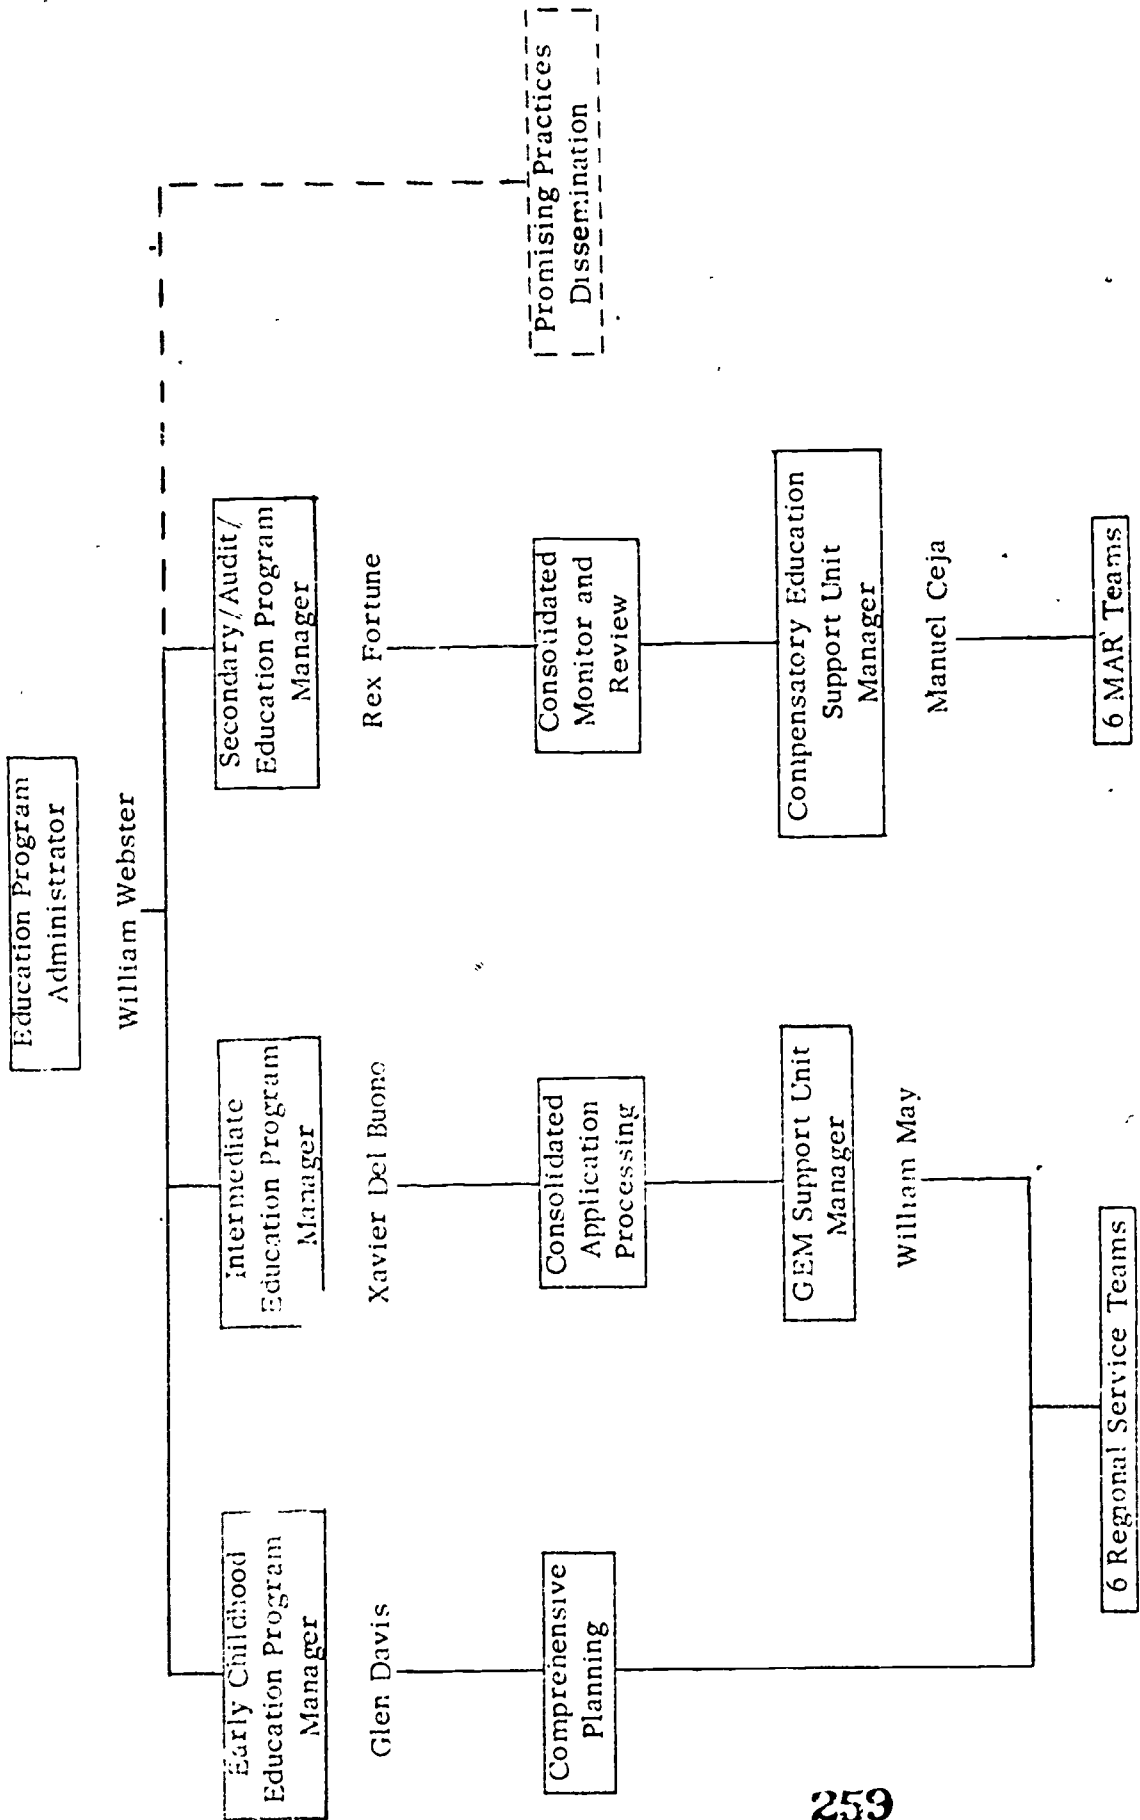 Education Program
Administrator
William Webster
Early Childhood
Education Program
Manager
Glen Davis
Comprehensive
Planning
Intermediate
Education Program
Manager
Xavier Del Buono
Consolidated
Application
Processing
GEM Support Unit
Manager
William May
6 Regional Service Teams
Secondary/Audit/
Education Program
Manager
Rex Fortune
Consolidated
Monitor and
Review
Compensatory Education
Support Unit
Manager
Manuel Ceja
6 MAR Teams
Promising Practices
Dissemination
259